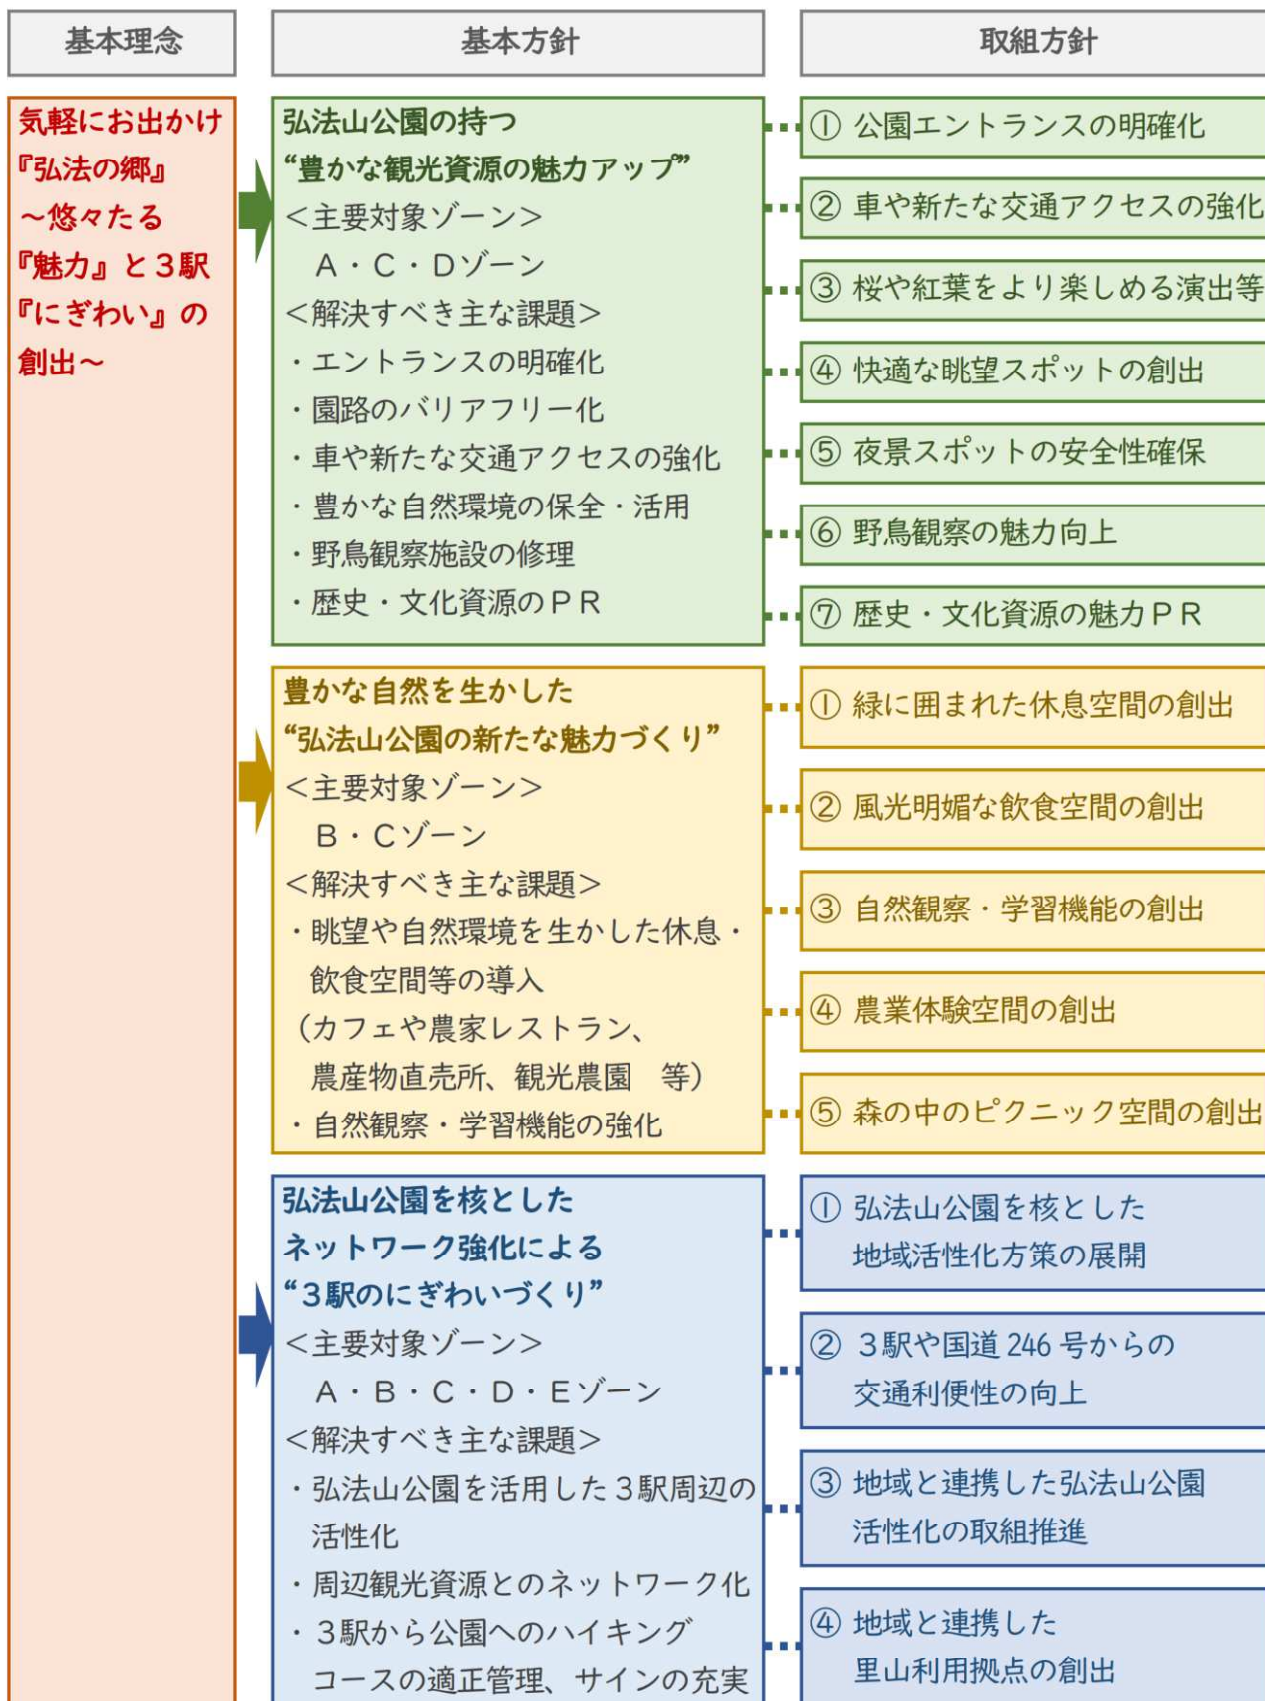 基本理念
基本方針
取組方針
気軽にお出かけ
『弘法の郷』
～悠々たる
『魅力』と３駅
『にぎわい』の
創出～
弘法山公園の持つ
“豊かな観光資源の魅力アップ”
＜主要対象ゾーン＞
Ａ・Ｃ・Ｄゾーン
＜解決すべき主な課題＞
・エントランスの明確化
・園路のバリアフリー化
・車や新たな交通アクセスの強化
・豊かな自然環境の保全・活用
・野鳥観察施設の修理
・歴史・文化資源のＰＲ
① 公園エントランスの明確化
② 車や新たな交通アクセスの強化
③ 桜や紅葉をより楽しめる演出等
④ 快適な眺望スポットの創出
⑤ 夜景スポットの安全性確保
⑥ 野鳥観察の魅力向上
⑦ 歴史・文化資源の魅力ＰＲ
豊かな自然を生かした
“弘法山公園の新たな魅力づくり”
＜主要対象ゾーン＞
Ｂ・Ｃゾーン
＜解決すべき主な課題＞
・眺望や自然環境を生かした休息・
飲食空間等の導入
（カフェや農家レストラン、
農産物直売所、観光農園　等）
・自然観察・学習機能の強化
① 緑に囲まれた休息空間の創出
② 風光明媚な飲食空間の創出
③ 自然観察・学習機能の創出
④ 農業体験空間の創出
⑤ 森の中のピクニック空間の創出
弘法山公園を核とした
ネットワーク強化による
“３駅のにぎわいづくり”
＜主要対象ゾーン＞
Ａ・Ｂ・Ｃ・Ｄ・Ｅゾーン
＜解決すべき主な課題＞
・弘法山公園を活用した３駅周辺の
活性化
・周辺観光資源とのネットワーク化
・３駅から公園へのハイキング
コースの適正管理、サインの充実
① 弘法山公園を核とした
地域活性化方策の展開
② ３駅や国道 246 号からの
交通利便性の向上
③ 地域と連携した弘法山公園
活性化の取組推進
④ 地域と連携した
里山利用拠点の創出